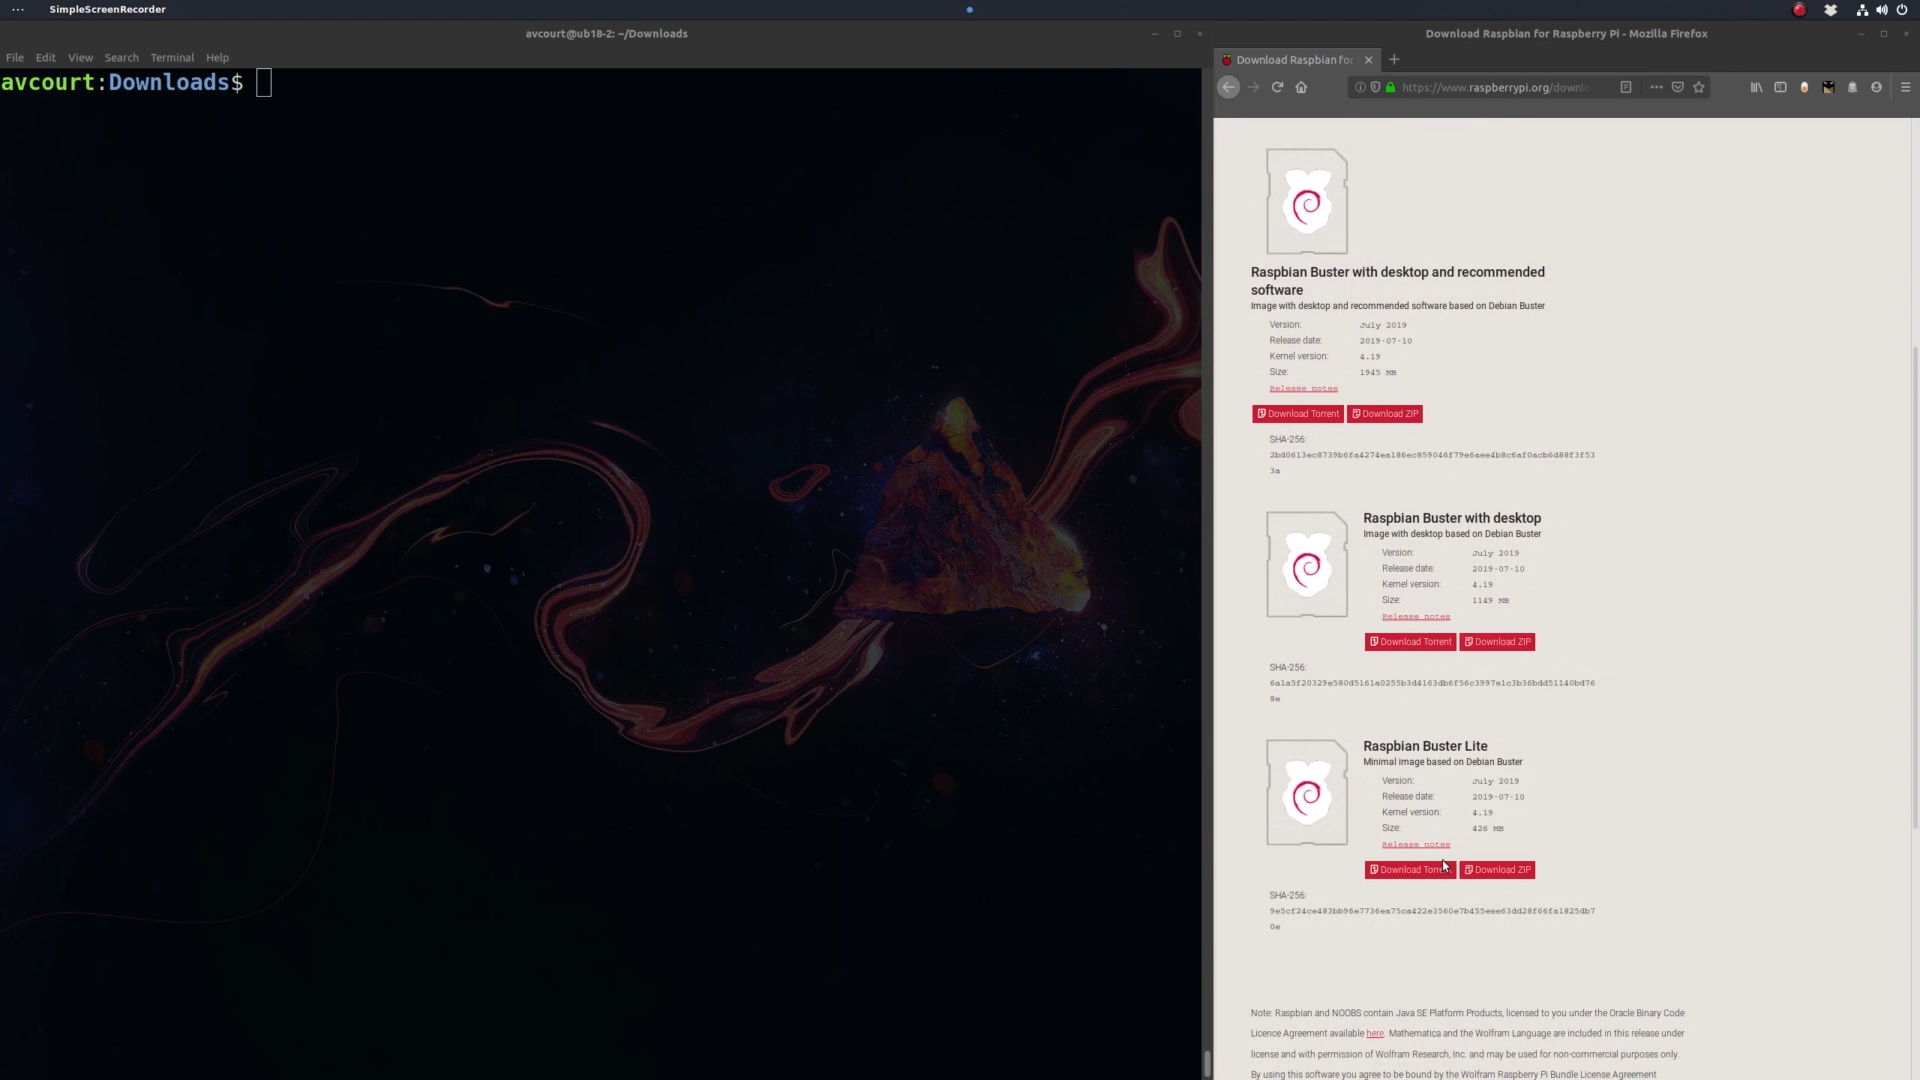 SimpleScreenRecorder
avcourt@ub18-2: ~/Downloads
File Edit View Search Terminal Help
avcourt:Downloads$
Download Raspbian for Raspberry Pi - Mozilla Firefox
Download Raspbian for
https://www.raspberrypi.org/downlo
Raspbian Buster with desktop and recommended
software
Image with desktop and recommended software based on Debian Buster
Version: July 2019
Release date: 2019-07-10
Kernel version: 4.19
Size: 1945 MB
Release notes
Download Torrent Download ZIP
SHA-256:
2bd0613ec8739b6fa4274ea186ec859046f79e6aee4b8c6af0acb6d88f3f53
3a
Raspbian Buster with desktop
Image with desktop based on Debian Buster
Version: July 2019
Release date: 2019-07-10
Kernel version: 4.19
Size: 1149 MB
Release notes
Download Torrent Download ZIP
SHA-256:
6a1a5f20329e580d5161a0255b3d4163db6f56c3997e1c3b36bdd51140bd76
8e
Raspbian Buster Lite
Minimal image based on Debian Buster
Version: July 2019
Release date: 2019-07-10
Kernel version: 4.19
Size: 426 MB
Release notes
Download Torrent Download ZIP
SHA-256:
9e5cf24ce483bb96e7736ea75ca422e3560e7b455eee63dd28f66fa1825db7
0e
Note: Raspbian and NOOBS contain Java SE Platform Products, licensed to you under the Oracle Binary Code
Licence Agreement available here. Mathematica and the Wolfram Language are included in this release under
license and with permission of Wolfram Research, Inc. and may be used for non-commercial purposes only.
By using this software you agree to be bound by the Wolfram Raspberry Pi Bundle License Agreement